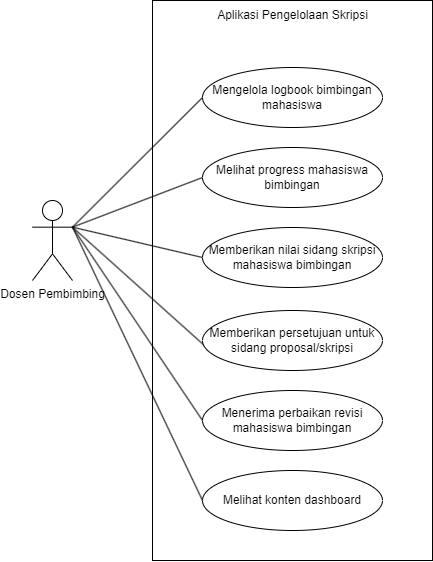 Aplikasi Pengelolaan Skripsi
Mengelola logbook bimbingan
mahasiswa
Melihat progress mahasiswa
bimbingan
Memberikan nilai sidang skripsi
mahasiswa bimbingan
Dosen Pembimbing
Memberikan persetujuan untuk
sidang proposal/skripsi
Menerima perbaikan revisi
mahasiswa bimbingan
Melihat konten dashboard